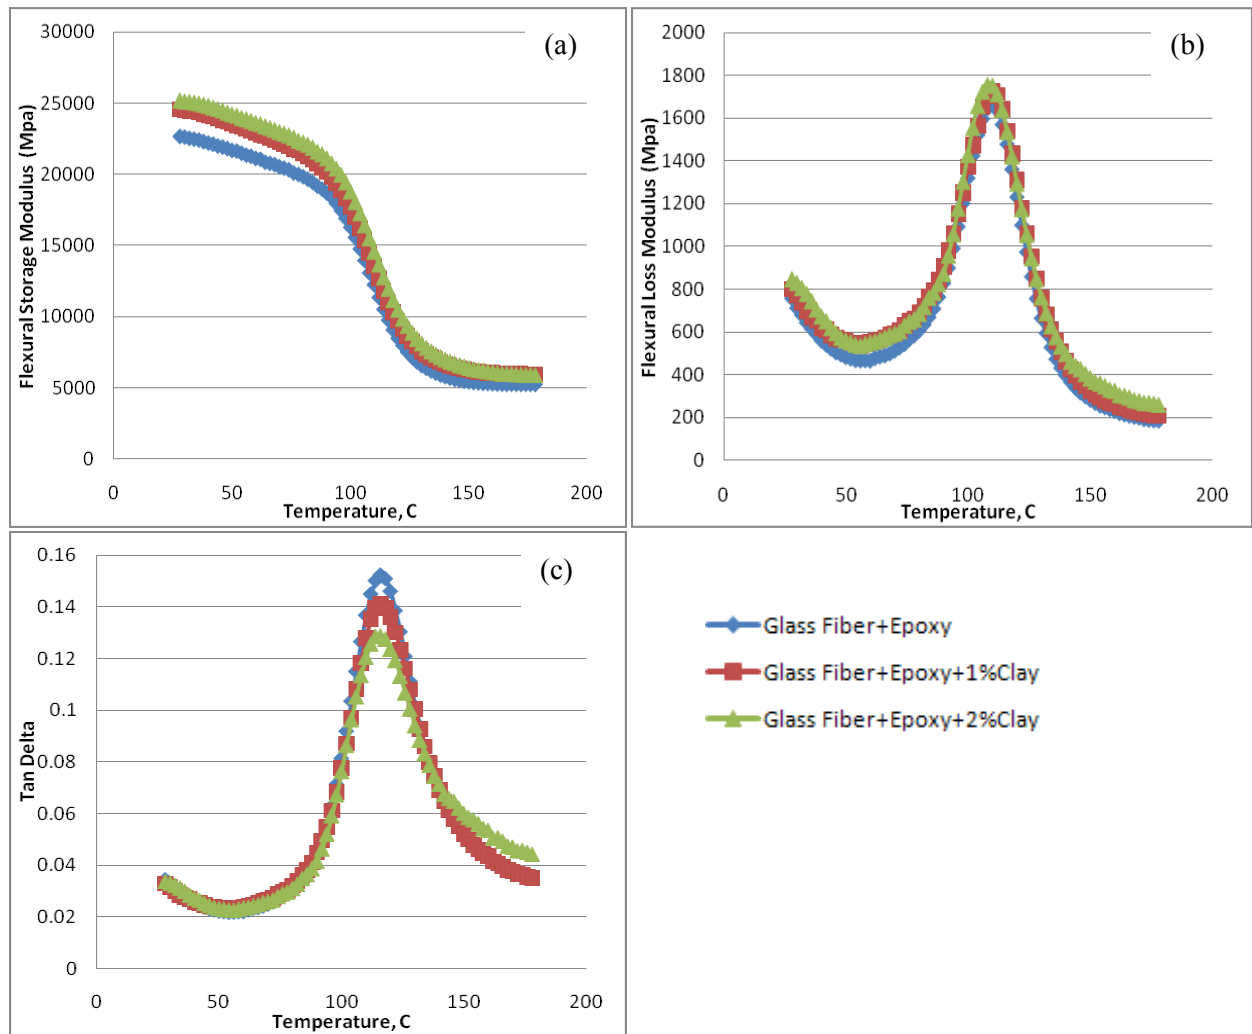 (a)
Flexural Storage Modulus (Mpa)
30000
25000
20000
15000
10000
5000
0
0 50 100 150 200
Temperature, C
(b)
Flexural Loss Modulus (Mpa)
2000
1800
1600
1400
1200
1000
800
600
400
200
0
0 50 100 150 200
Temperature, C
(c)
Tan Delta
0.16
0.14
0.12
0.1
0.08
0.06
0.04
0.02
0
0 50 100 150 200
Temperature, C
Glass Fiber+Epoxy
Glass Fiber+Epoxy+1%Clay
Glass Fiber+Epoxy+2%Clay